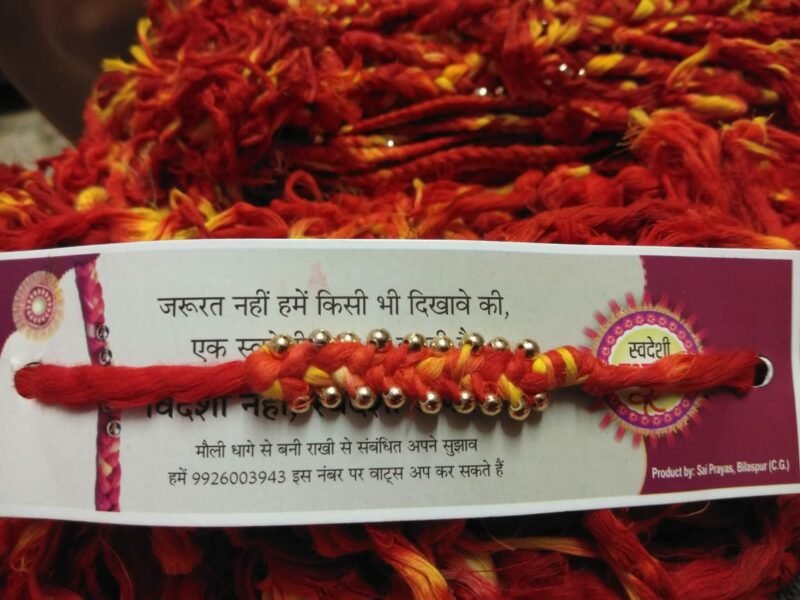 जरूरत नहीं हमें किसी भी दिखावे की,
एक
विदेशी नहीं,
मौली धागे से बनी राखी से संबंधित अपने सुझाव
हमें 9926003943 इस नंबर पर वाट्स अप कर सकते हैं
स्वदेशी
Product by: Sai Prayas, Bilaspur (C.G.)